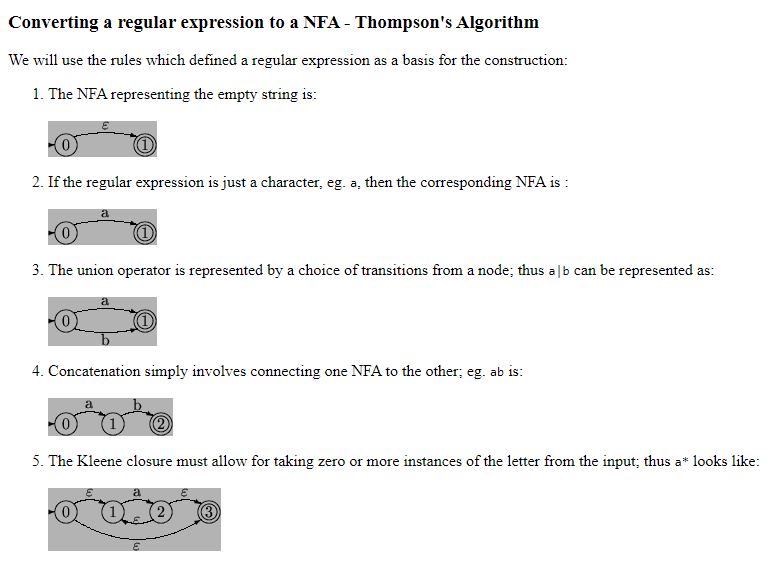 Converting a regular expression to a NFA - Thompson's Algorithm
We will use the rules which defined a regular expression as a basis for the construction:
1. The NFA representing the empty string is:
ε
0 1
2. If the regular expression is just a character, eg. a, then the corresponding NFA is :
a
0 1
3. The union operator is represented by a choice of transitions from a node; thus a|b can be represented as:
a
0 1
b
4. Concatenation simply involves connecting one NFA to the other; eg. ab is:
a b
0 1 2
5. The Kleene closure must allow for taking zero or more instances of the letter from the input; thus a* looks like:
ε a ε
0 1 2 3
ε
ε